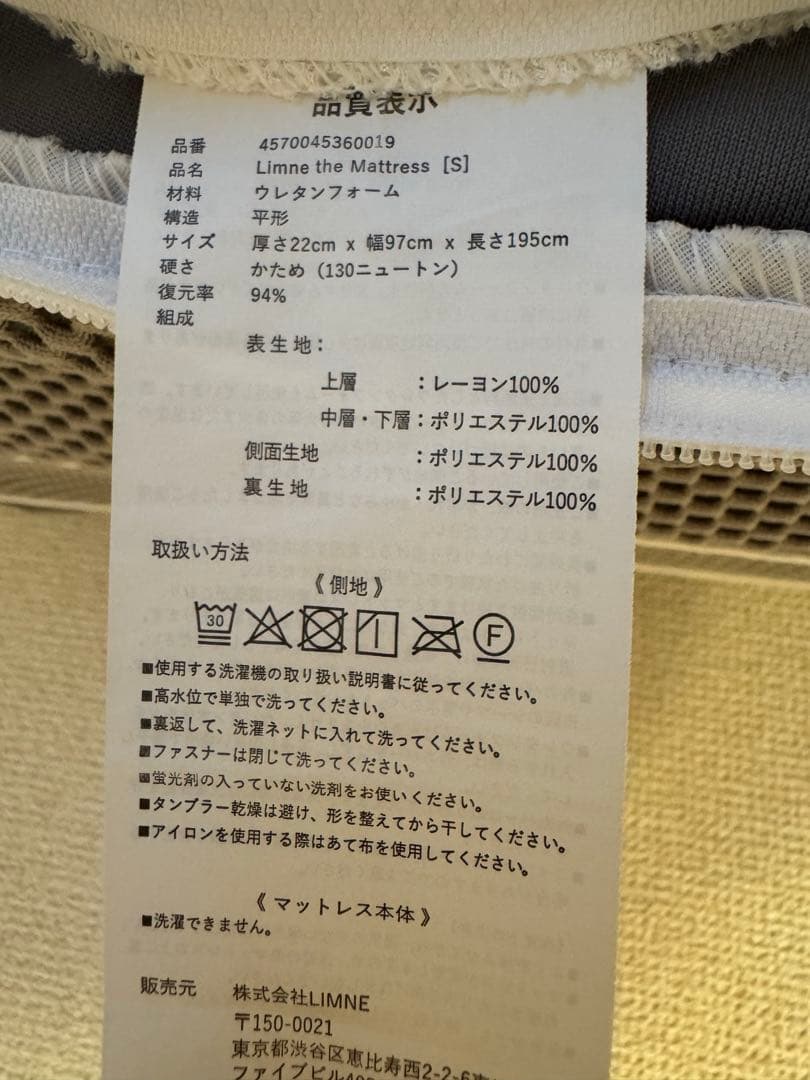 品質表示
品番 4570045360019
品名 Limne the Mattress [S]
材料 ウレタンフォーム
構造 平形
サイズ 厚さ22cm x 幅97cm x 長さ195cm
硬さ かため（130ニュートン）
復元率 94%
組成
表生地：
上層 ：レーヨン100%
中層・下層：ポリエステル100%
側面生地 ：ポリエステル100%
裏生地 ：ポリエステル100%
取扱い方法
《側地》
30 F
■使用する洗濯機の取り扱い説明書に従ってください。
■高水位で単独で洗ってください。
■裏返して、洗濯ネットに入れて洗ってください。
■ファスナーは閉じて洗ってください。
■蛍光剤の入っていない洗剤をお使いください。
■タンブラー乾燥は避け、形を整えてから干してください。
■アイロンを使用する際はあて布を使用してください。
《マットレス本体》
■洗濯できません。
販売元 株式会社LIMNE
〒150-0021
東京都渋谷区恵比寿西2-2-6
ファイブビル